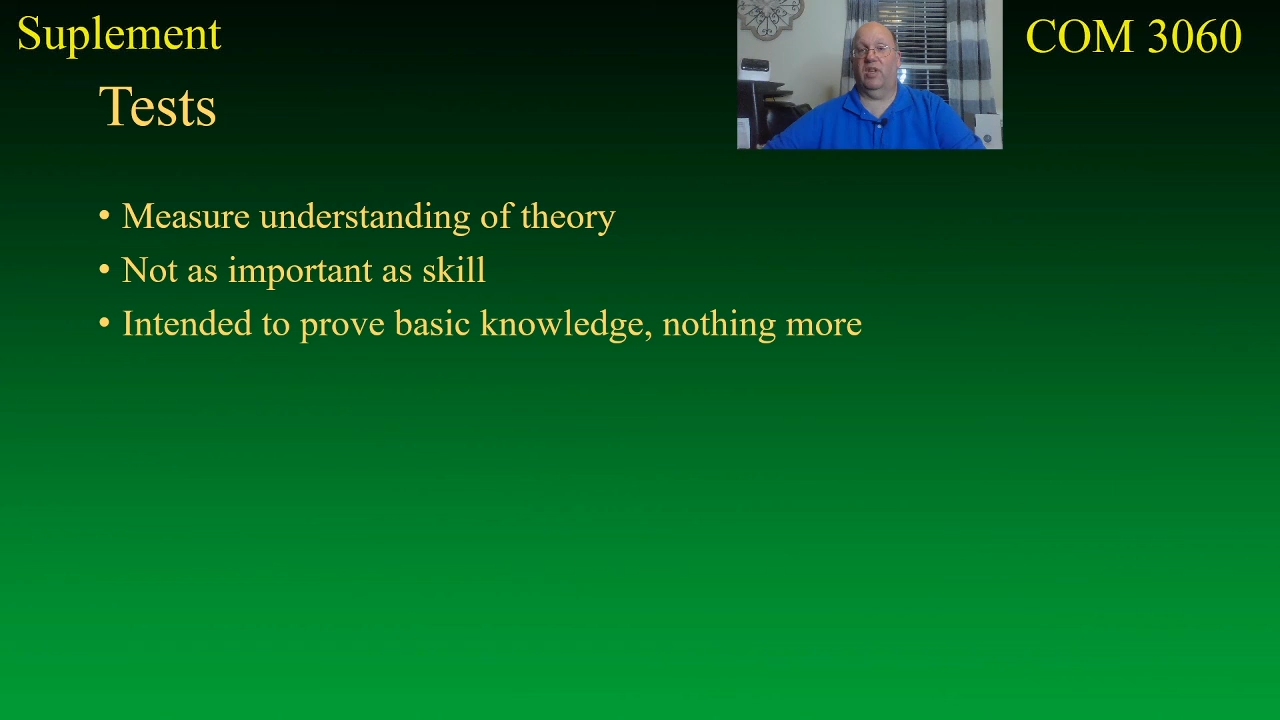 Suplement
COM 3060
Tests
• Measure understanding of theory
• Not as important as skill
• Intended to prove basic knowledge, nothing more